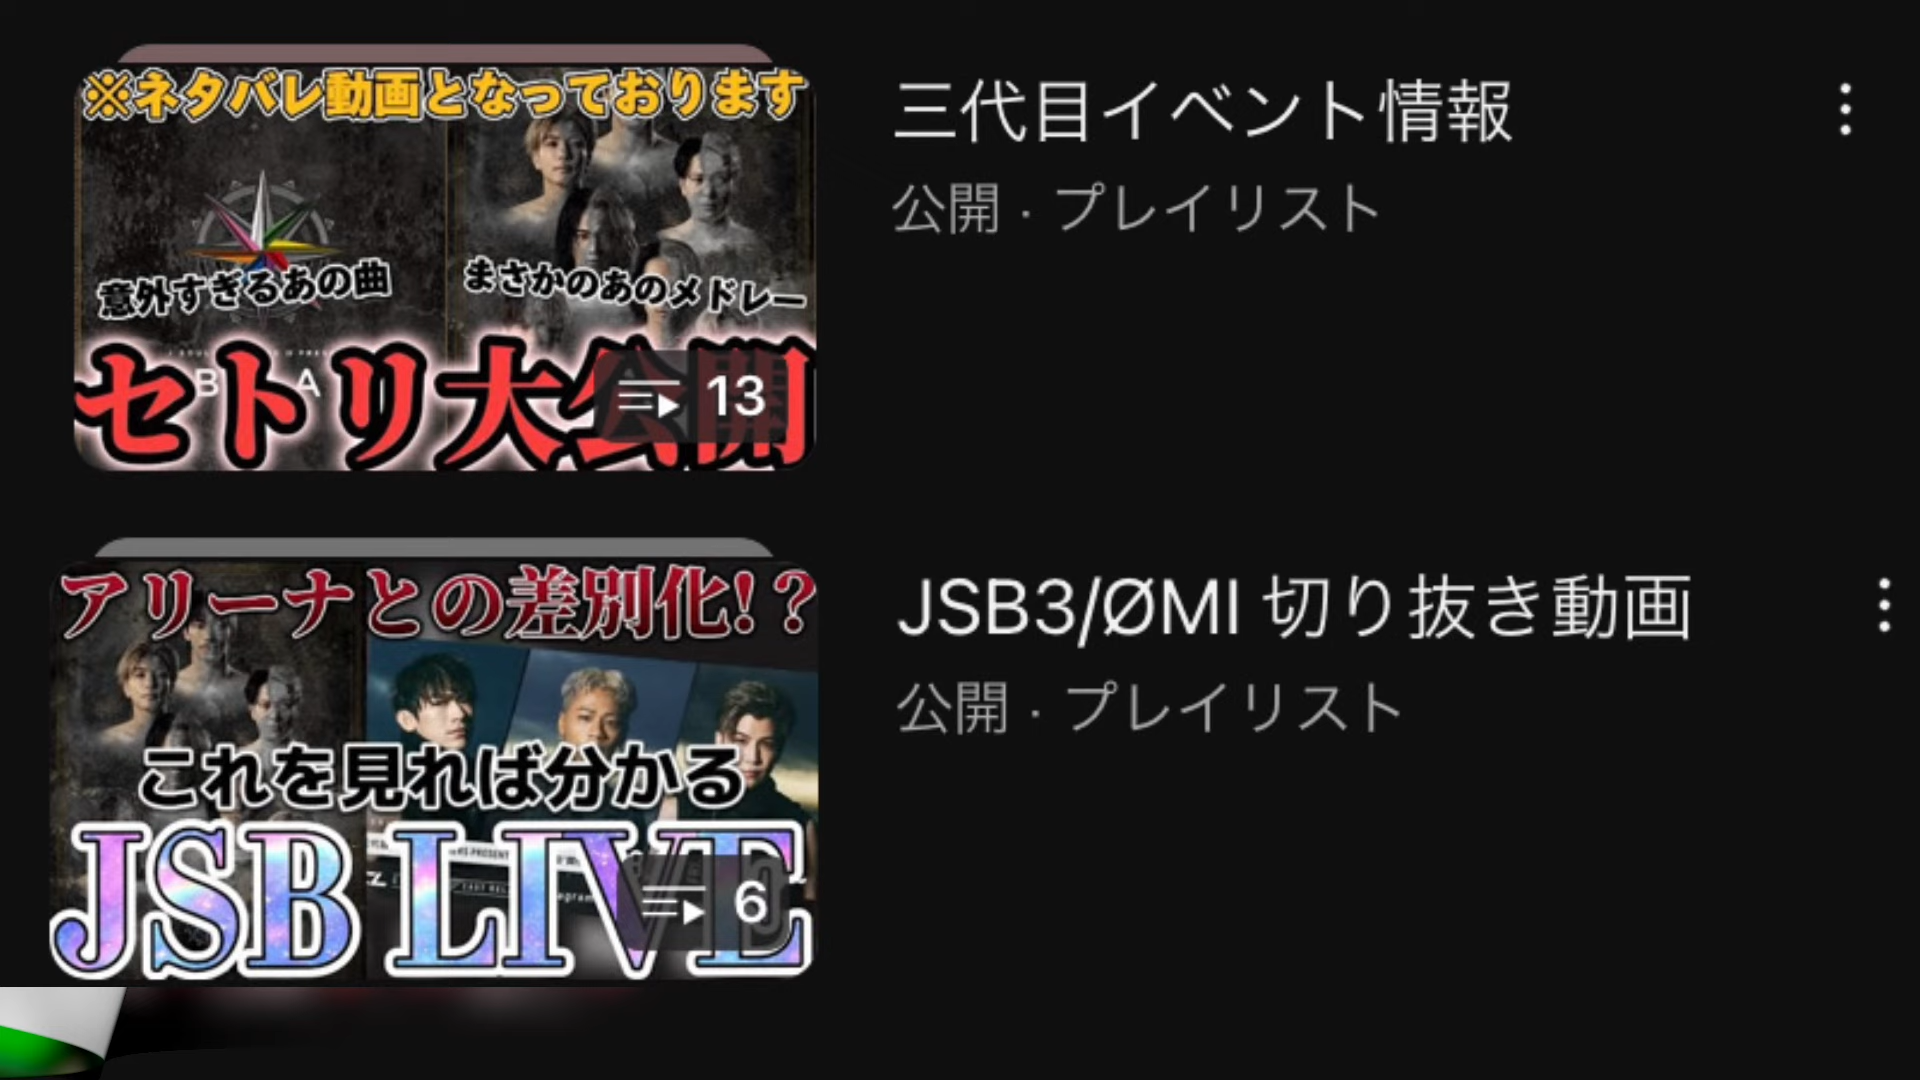 ※ネタバレ動画となっております
意外すぎるあの曲
まさかのあのメドレー
セトリ大公開
13
三代目イベント情報
公開・プレイリスト
アリーナとの差別化!？
これを見れば分かる
JSB LIVE
6
JSB3/ØMI 切り抜き動画
公開・プレイリスト